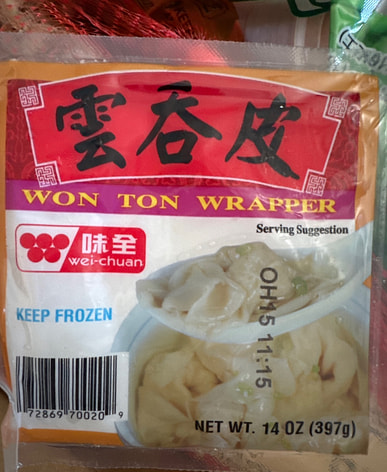 雲吞皮
WON TON WRAPPER
Serving Suggestion
味全
wei-chuan
KEEP FROZEN
OH15 11:15
72869 70020 9
NET WT. 14 OZ (397g)